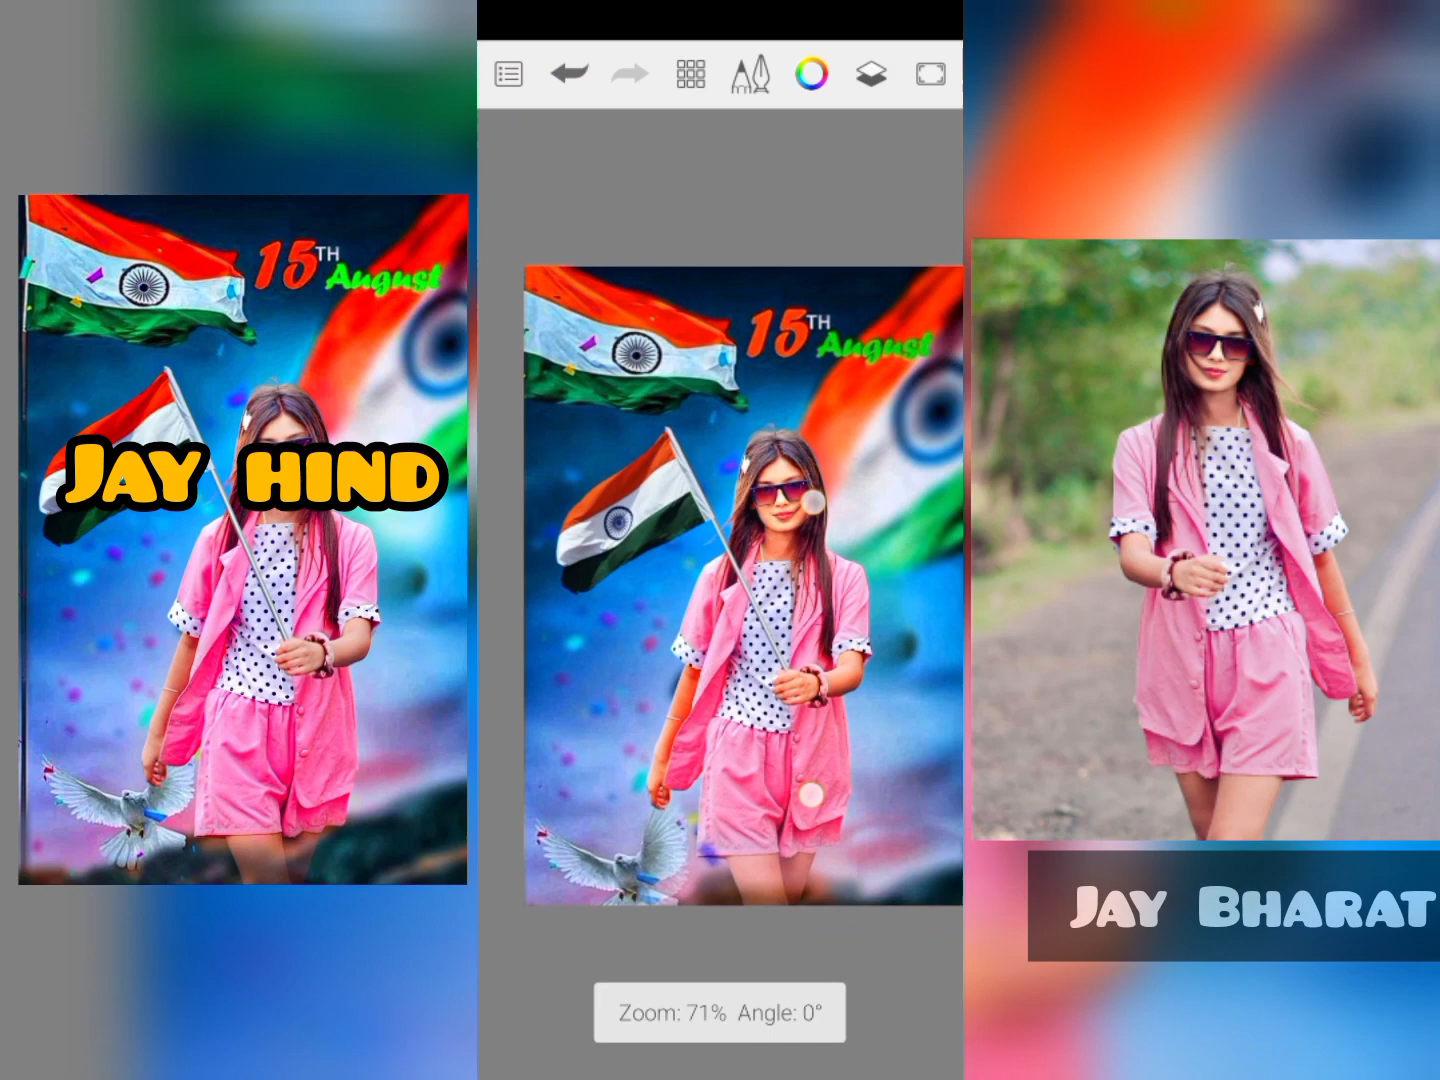 15TH
August
JAY HIND
15TH
August
Zoom: 71% Angle: 0°
JAY BHARAT